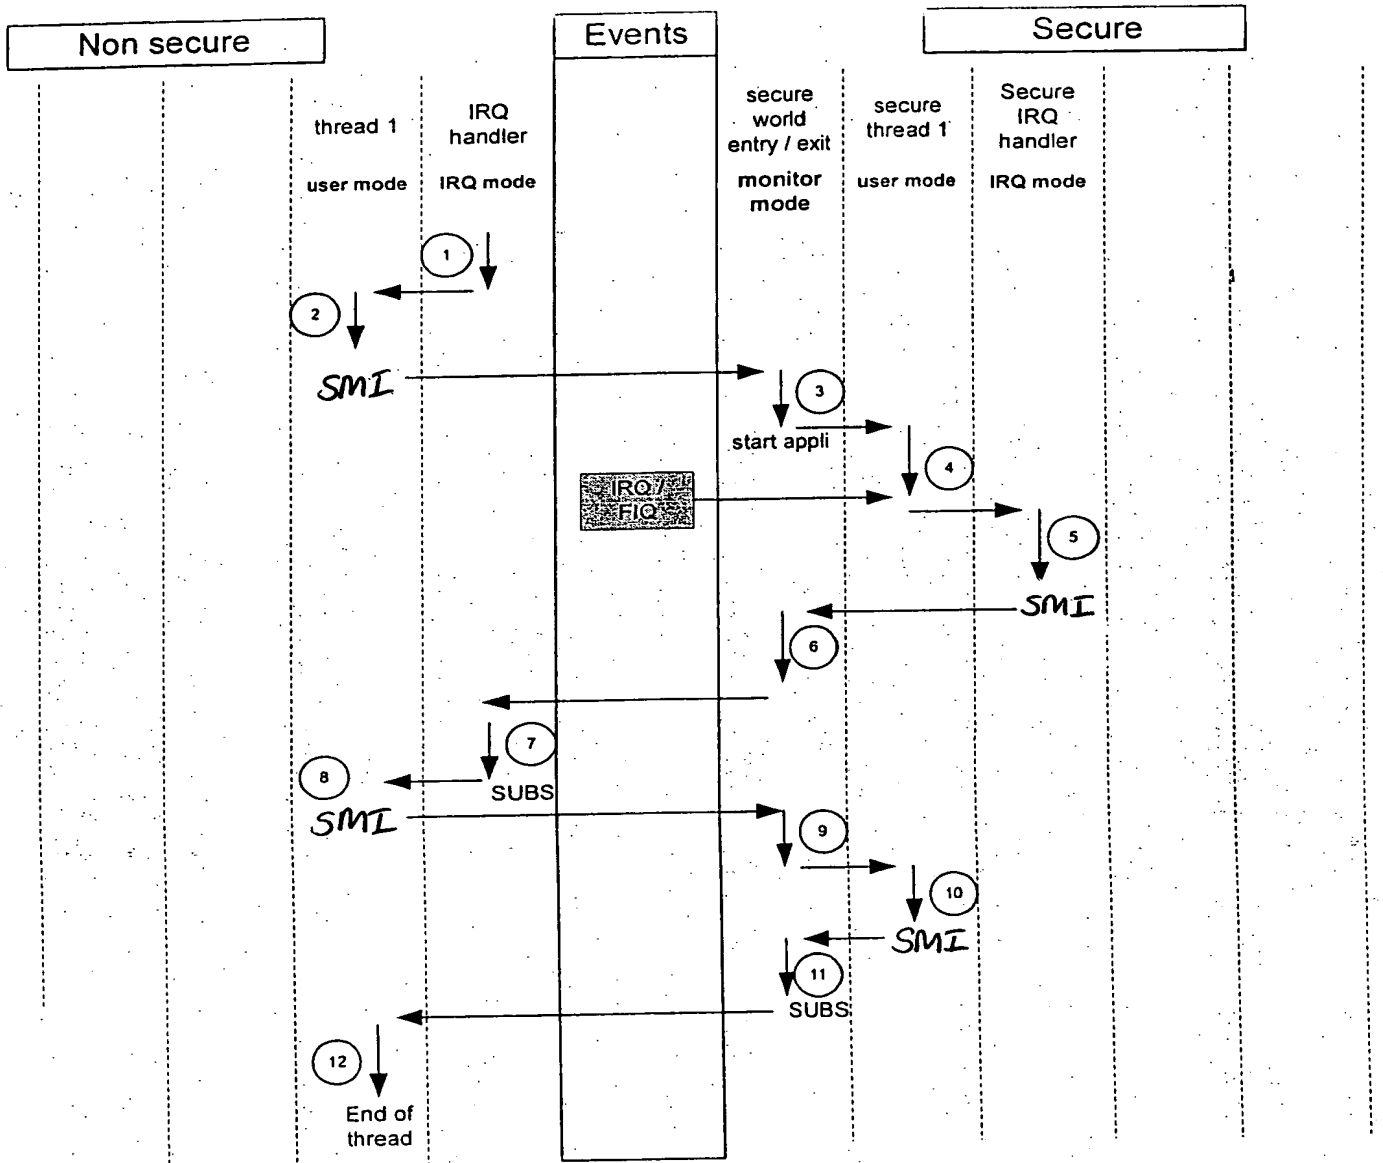 Non secure
Events
Secure
thread 1
user mode
IRQ
handler
IRQ mode
secure
world
entry / exit
monitor
mode
secure
thread 1
user mode
Secure
IRQ
handler
IRQ mode
1
2
SMI
3
start appli
4
IRQ /
FIQ
5
SMI
6
7
8
SUBS
SMI
9
10
SMI
11
SUBS
12
End of
thread